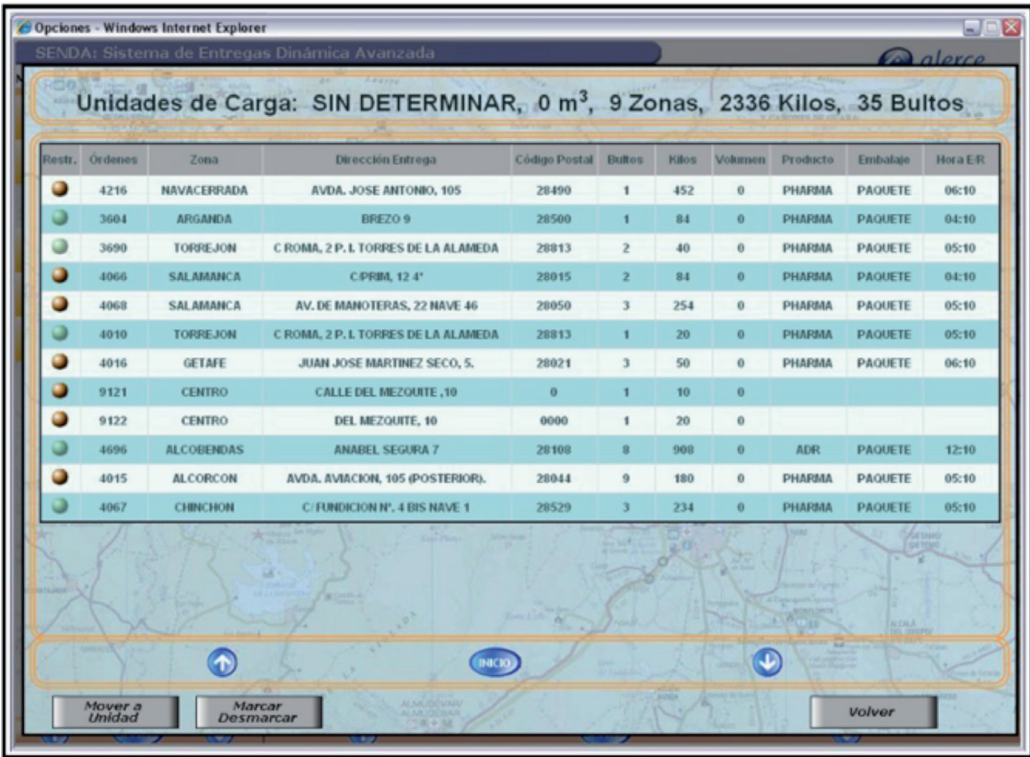 Opciones - Windows Internet Explorer
SENDA: Sistema de Entregas Dinámica Avanzada
alerce
Unidades de Carga: SIN DETERMINAR, 0 m³, 9 Zonas, 2336 Kilos, 35 Bultos
Restr. Órdenes Zona Dirección Entrega Código Postal Bultos Kilos Volumen Producto Embalaje Hora E/R
4216 NAVACERRADA AVDA. JOSE ANTONIO, 105 28490 1 452 0 PHARMA PAQUETE 06:10
3604 ARGANDA BREZO 9 28500 1 84 0 PHARMA PAQUETE 04:10
3690 TORREJON C ROMA, 2 P. I. TORRES DE LA ALAMEDA 28813 2 40 0 PHARMA PAQUETE 05:10
4066 SALAMANCA C/PRIM, 12 4° 28015 2 84 0 PHARMA PAQUETE 04:10
4068 SALAMANCA AV. DE MANOTERAS, 22 NAVE 46 28050 3 254 0 PHARMA PAQUETE 05:10
4010 TORREJON C ROMA, 2 P. I. TORRES DE LA ALAMEDA 28813 1 20 0 PHARMA PAQUETE 05:10
4016 GETAFE JUAN JOSE MARTINEZ SECO, 5. 28021 3 50 0 PHARMA PAQUETE 06:10
9121 CENTRO CALLE DEL MEZQUITE ,10 0 1 10 0
9122 CENTRO DEL MEZQUITE, 10 0000 1 20 0
4696 ALCOBENDAS ANABEL SEGURA 7 28108 8 908 0 ADR PAQUETE 12:10
4015 ALCORCON AVDA. AVIACION, 105 (POSTERIOR). 28044 9 180 0 PHARMA PAQUETE 05:10
4067 CHINCHON C/ FUNDICION Nº. 4 BIS NAVE 1 28529 3 234 0 PHARMA PAQUETE 05:10
INICIO
Mover a
Unidad
Marcar
Desmarcar
Volver